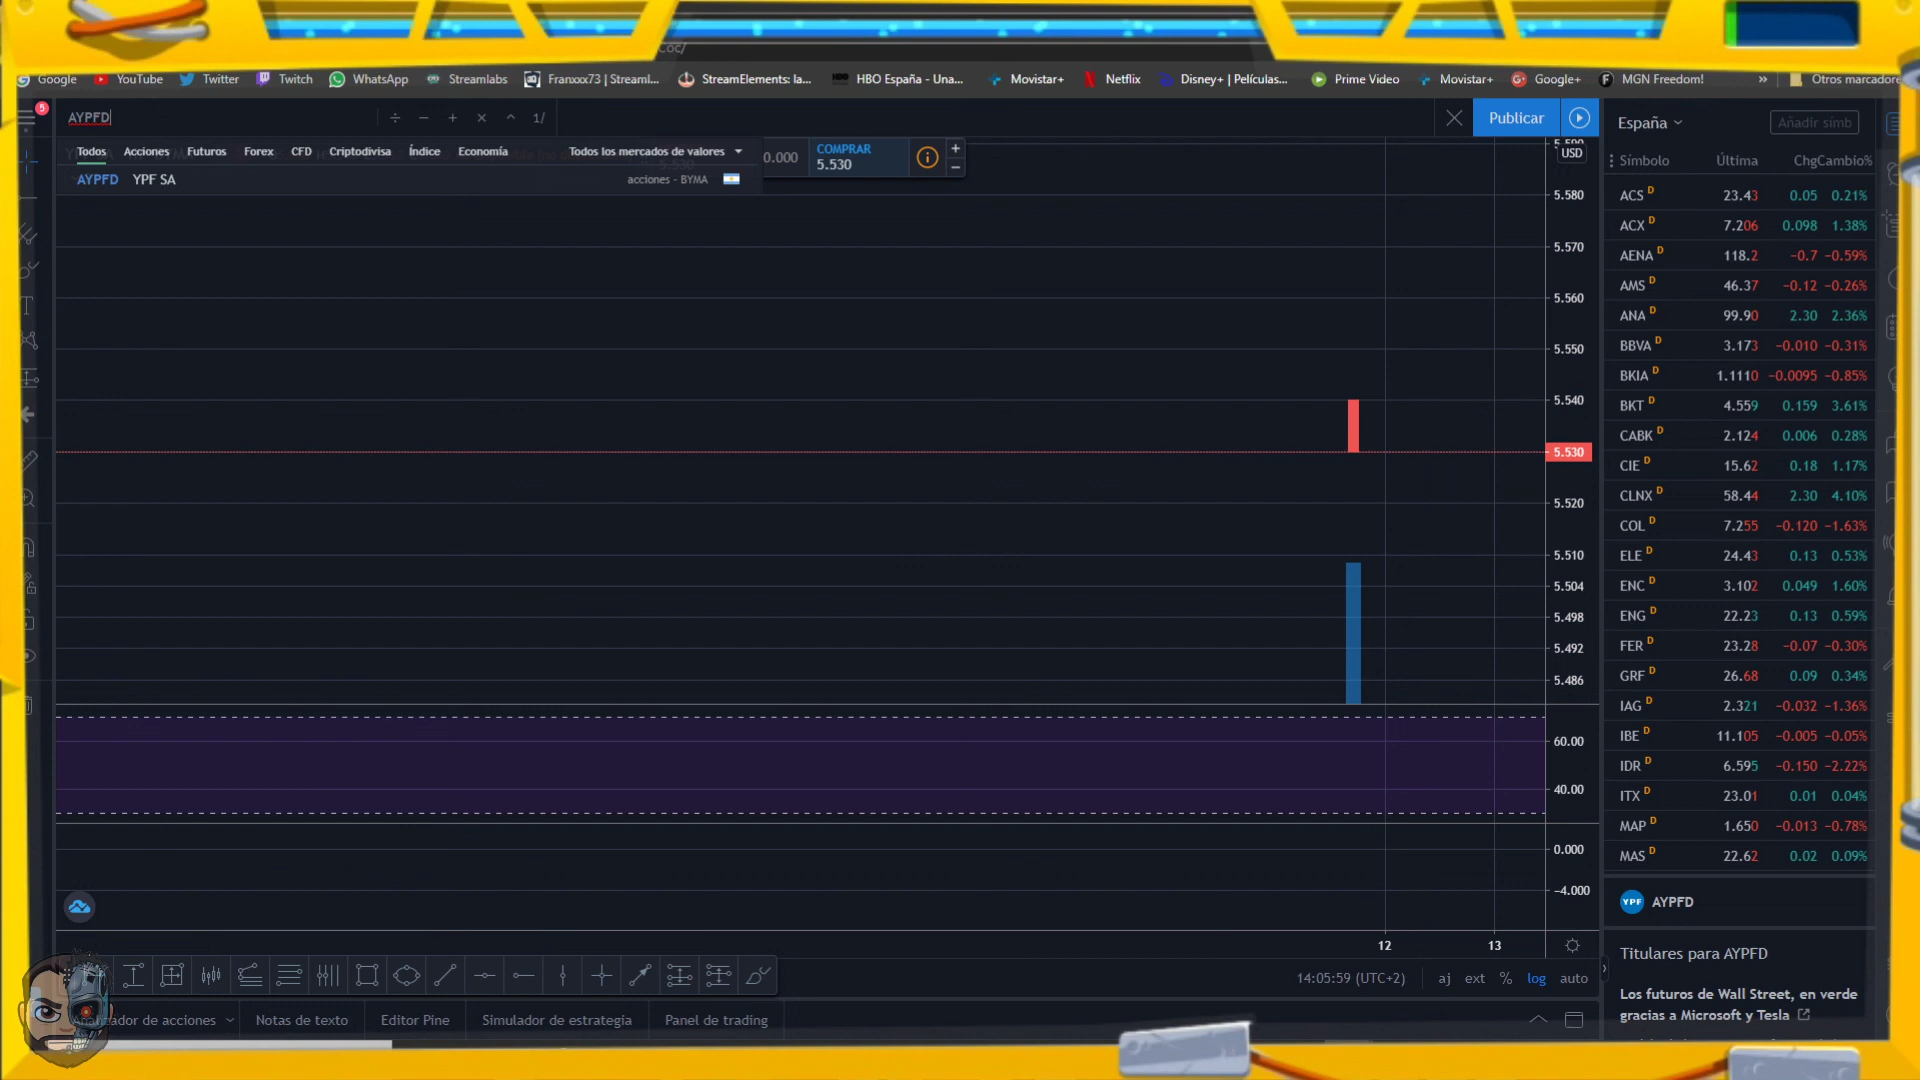 Coc/
Google YouTube Twitter Twitch WhatsApp Streamlabs Franxxx73 | Streaml... StreamElements: la... HBO España - Una... Movistar+ Netflix Disney+ | Películas... Prime Video Movistar+ Google+ MGN Freedom! » Otros marcadore
5
AYPFD ÷ − + × ^ 1/ Publicar
España Añadir símb
Todos Acciones Futuros Forex CFD Criptodivisa Índice Economía Todos los mercados de valores
AYPFD YPF SA acciones - BYMA
0.000 COMPRAR
5.530
+
−
5.590
USD
5.580
5.570
5.560
5.550
5.540
5.530
5.520
5.510
5.504
5.498
5.492
5.486
60.00
40.00
0.000
−4.000
12 13
Símbolo Última Chg Cambio%
ACS D 23.43 0.05 0.21%
ACX D 7.206 0.098 1.38%
AENA D 118.2 −0.7 −0.59%
AMS D 46.37 −0.12 −0.26%
ANA D 99.90 2.30 2.36%
BBVA D 3.173 −0.010 −0.31%
BKIA D 1.1110 −0.0095 −0.85%
BKT D 4.559 0.159 3.61%
CABK D 2.124 0.006 0.28%
CIE D 15.62 0.18 1.17%
CLNX D 58.44 2.30 4.10%
COL D 7.255 −0.120 −1.63%
ELE D 24.43 0.13 0.53%
ENC D 3.102 0.049 1.60%
ENG D 22.23 0.13 0.59%
FER D 23.28 −0.07 −0.30%
GRF D 26.68 0.09 0.34%
IAG D 2.321 −0.032 −1.36%
IBE D 11.105 −0.005 −0.05%
IDR D 6.595 −0.150 −2.22%
ITX D 23.01 0.01 0.04%
MAP D 1.650 −0.013 −0.78%
MAS D 22.62 0.02 0.09%
YPF AYPFD
Titulares para AYPFD
Los futuros de Wall Street, en verde
gracias a Microsoft y Tesla
14:05:59 (UTC+2) aj ext % log auto
ador de acciones Notas de texto Editor Pine Simulador de estrategia Panel de trading